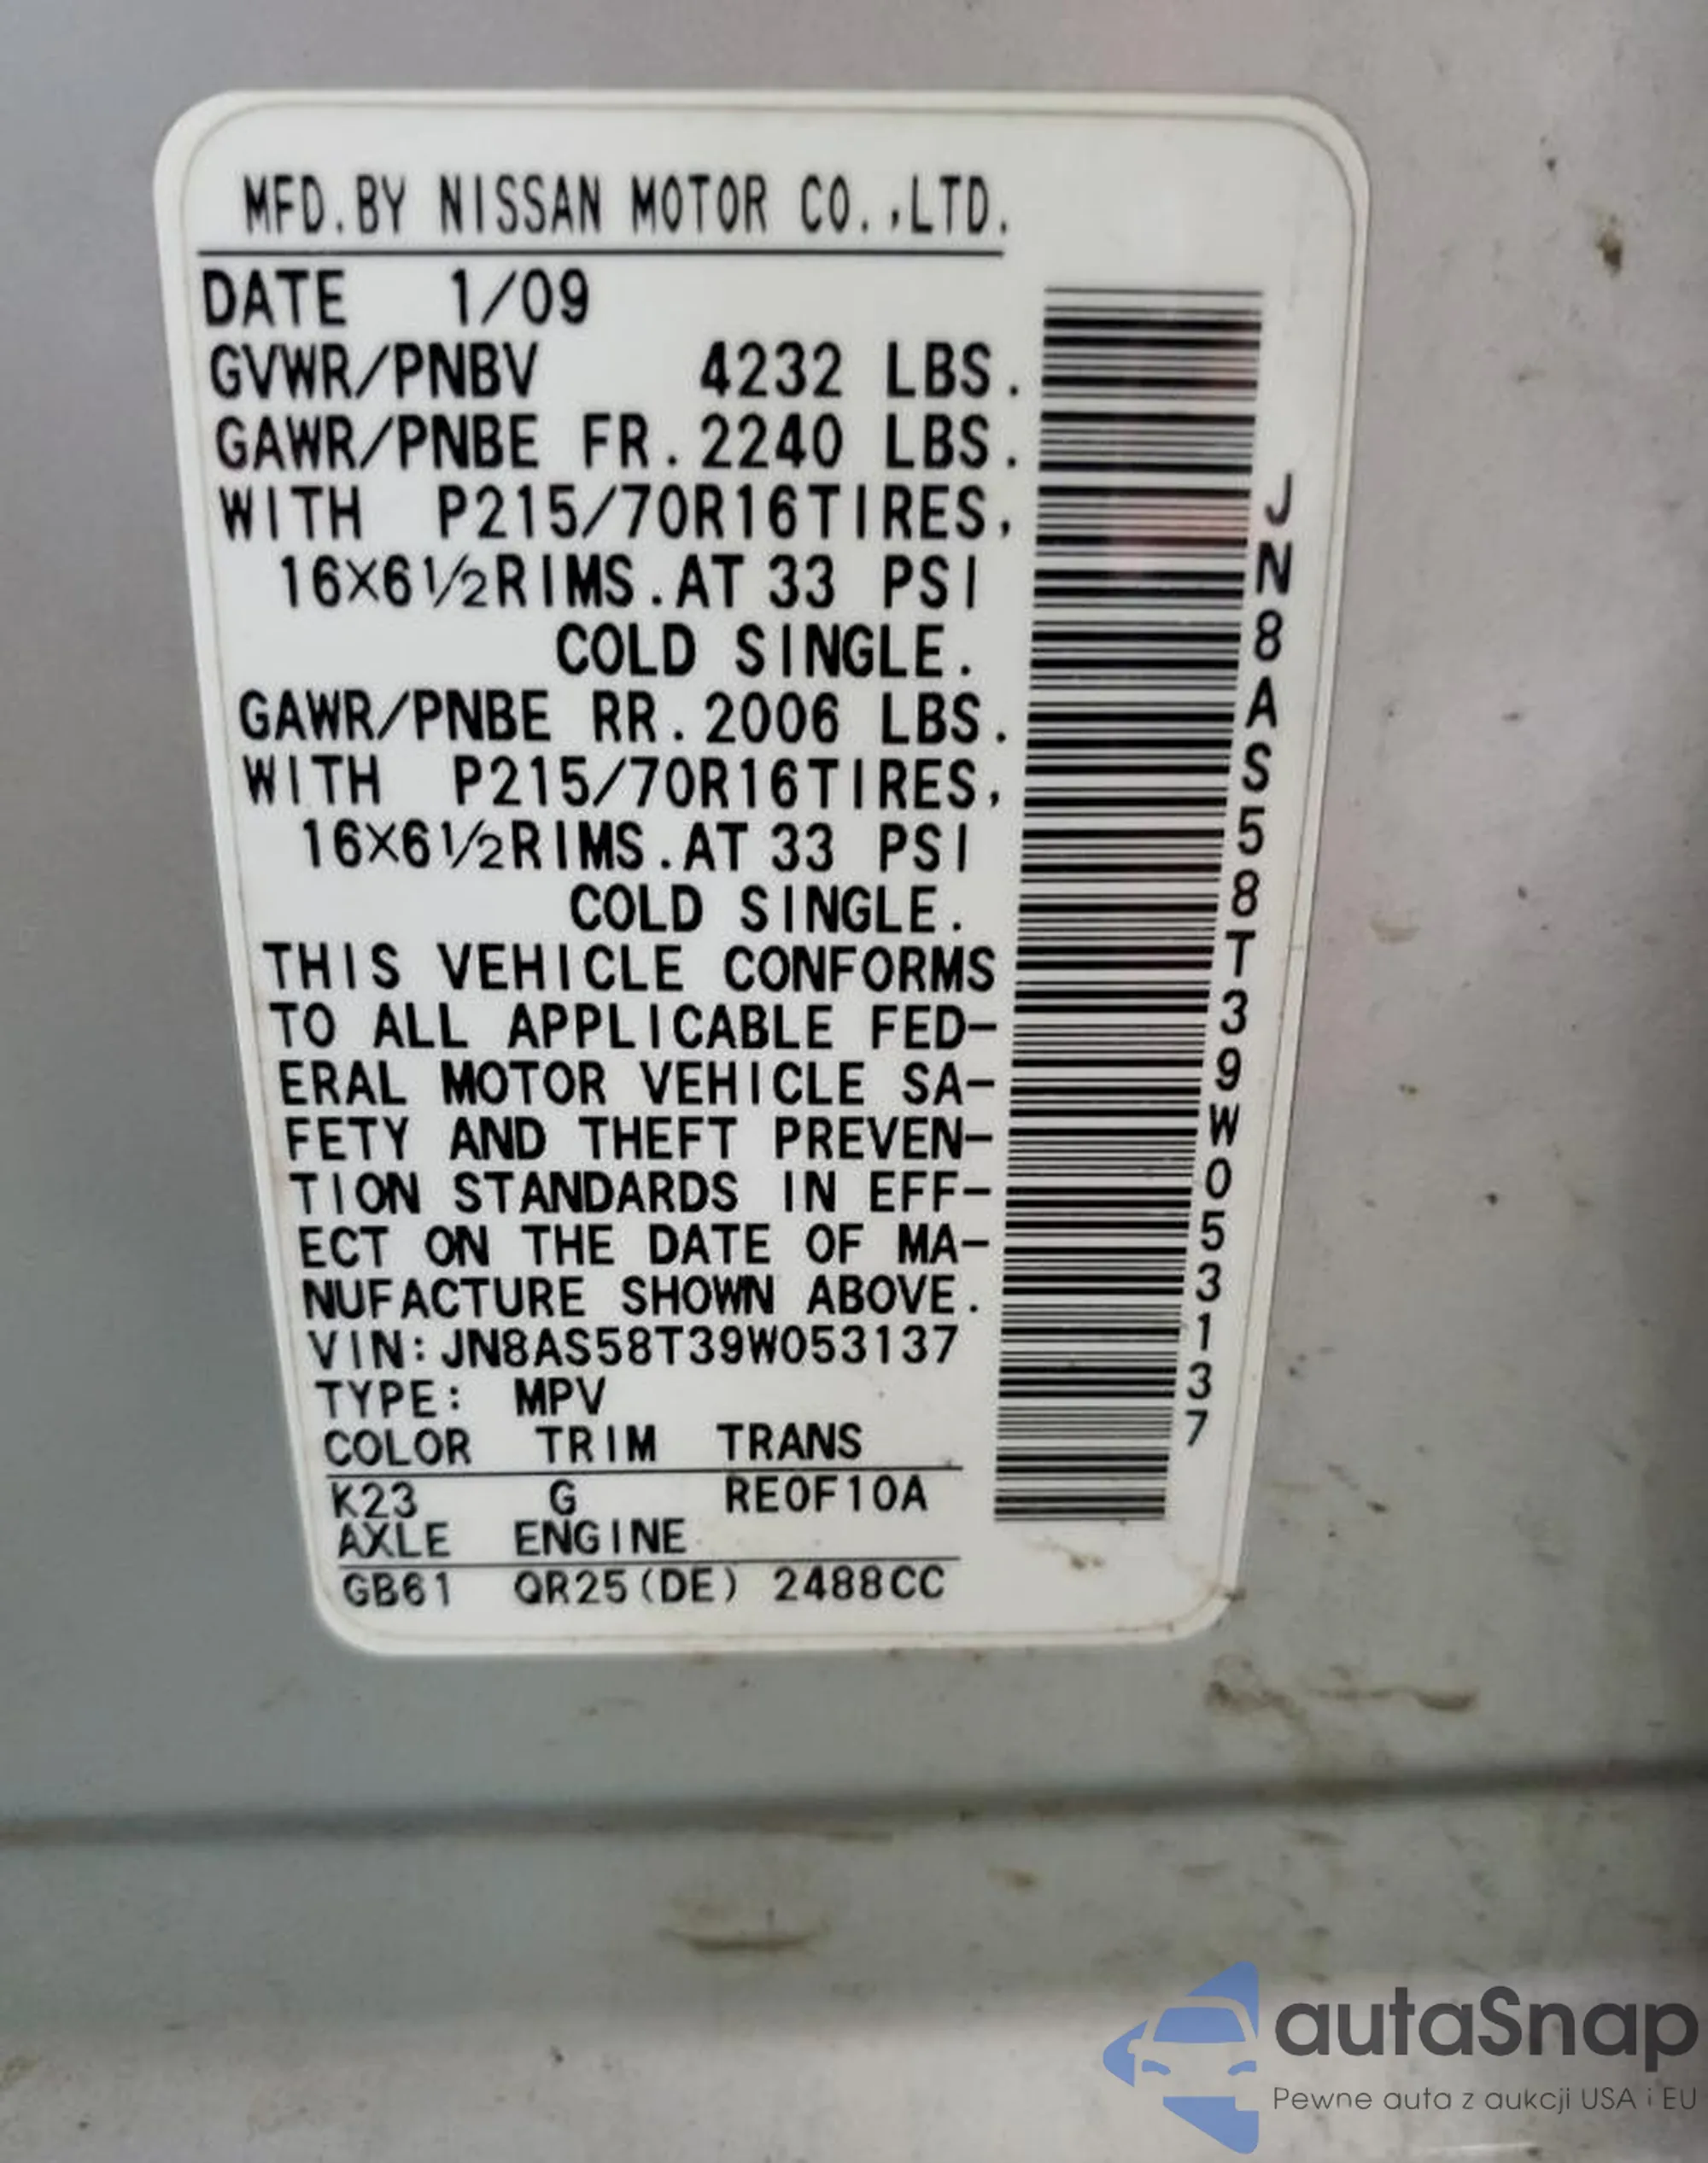 MFD.BY NISSAN MOTOR CO.,LTD.
DATE 1/09
GVWR/PNBV 4232 LBS.
GAWR/PNBE FR.2240 LBS.
WITH P215/70R16TIRES,
16X6 1/2RIMS.AT 33 PSI
COLD SINGLE.
GAWR/PNBE RR.2006 LBS.
WITH P215/70R16TIRES,
16X6 1/2RIMS.AT 33 PSI
COLD SINGLE.
THIS VEHICLE CONFORMS
TO ALL APPLICABLE FED-
ERAL MOTOR VEHICLE SA-
FETY AND THEFT PREVEN-
TION STANDARDS IN EFF-
ECT ON THE DATE OF MA-
NUFACTURE SHOWN ABOVE.
VIN:JN8AS58T39W053137
TYPE: MPV
COLOR TRIM TRANS
K23 G RE0F10A
AXLE ENGINE
GB61 QR25(DE) 2488CC
JN8AS58T39W053137
autaSnap
Pewne auta z aukcji USA i EU